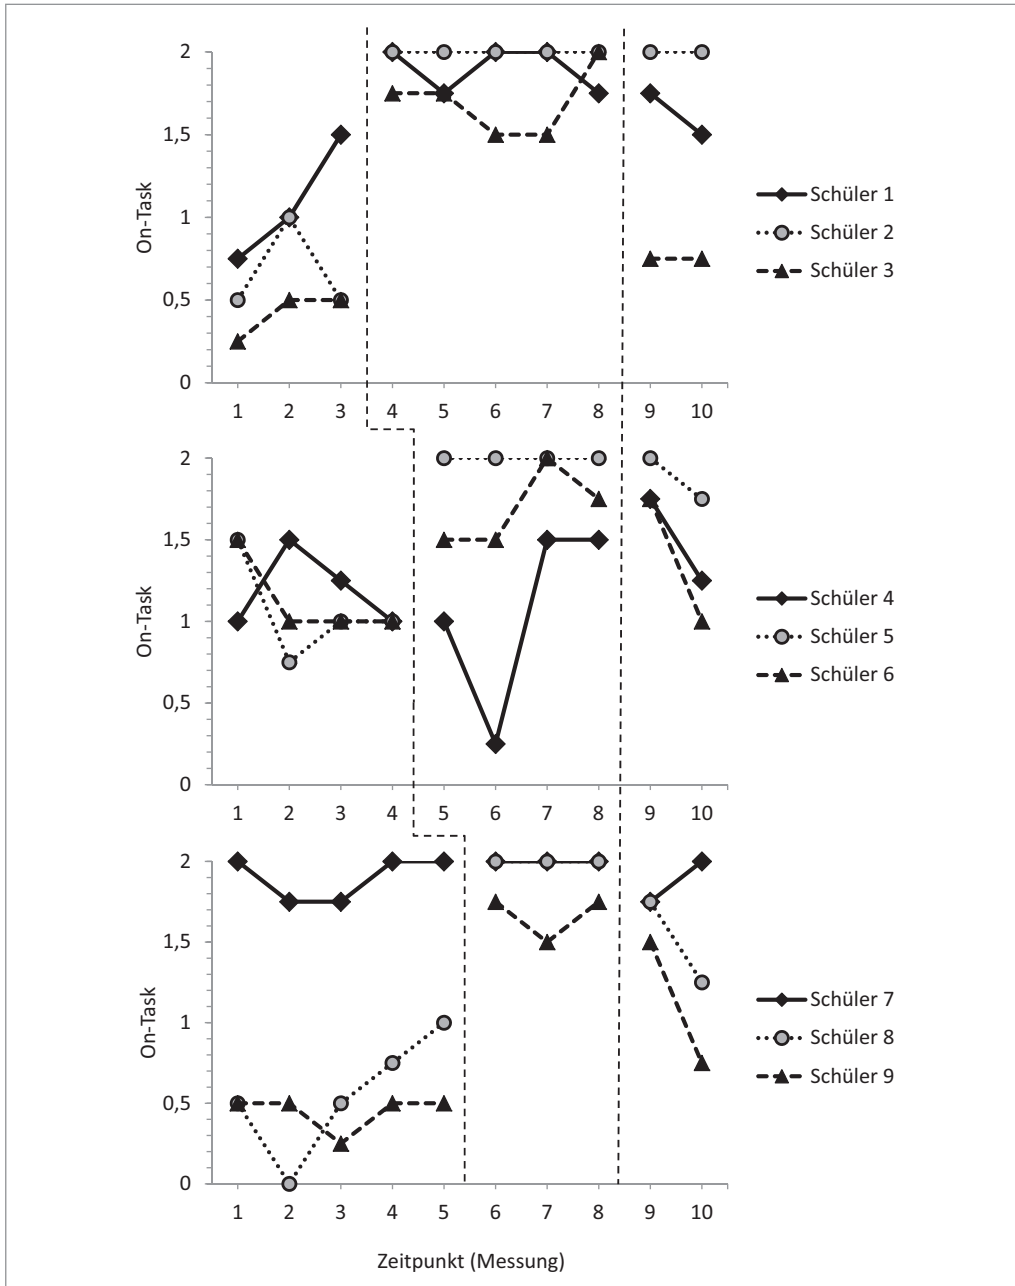 2
1,5
1
0,5
0
On-Task
1 2 3 4 5 6 7 8 9 10
Schüler 1
Schüler 2
Schüler 3
2
1,5
1
0,5
0
On-Task
1 2 3 4 5 6 7 8 9 10
Schüler 4
Schüler 5
Schüler 6
2
1,5
1
0,5
0
On-Task
1 2 3 4 5 6 7 8 9 10
Schüler 7
Schüler 8
Schüler 9
Zeitpunkt (Messung)